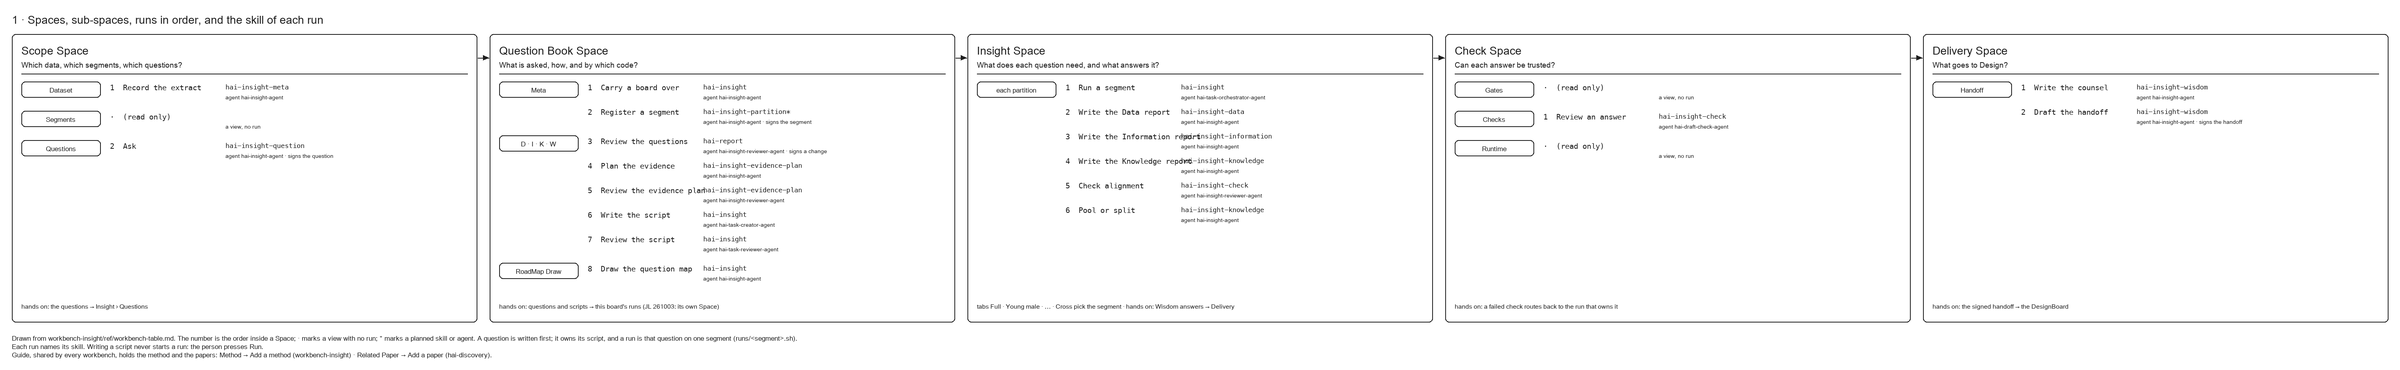 1 · Spaces, sub-spaces, runs in order, and the skill of each run
Scope Space
Which data, which segments, which questions?
Dataset
1 Record the extract
hai-insight-meta
agent hai-insight-agent
Segments
· (read only)
a view, no run
Questions
2 Ask
hai-insight-question
agent hai-insight-agent · signs the question
hands on: the questions → Insight › Questions
Question Book Space
What is asked, how, and by which code?
Meta
1 Carry a board over
hai-insight
agent hai-insight-agent
2 Register a segment
hai-insight-partition*
agent hai-insight-agent · signs the segment
D · I · K · W
3 Review the questions
hai-report
agent hai-insight-reviewer-agent · signs a change
4 Plan the evidence
hai-insight-evidence-plan
agent hai-insight-agent
5 Review the evidence plan
hai-insight-evidence-plan
agent hai-insight-reviewer-agent
6 Write the script
hai-insight
agent hai-task-creator-agent
7 Review the script
hai-insight
agent hai-task-reviewer-agent
RoadMap Draw
8 Draw the question map
hai-insight
agent hai-insight-agent
hands on: questions and scripts → this board's runs (JL 261003: its own Space)
Insight Space
What does each question need, and what answers it?
each partition
1 Run a segment
hai-insight
agent hai-task-orchestrator-agent
2 Write the Data report
hai-insight-data
agent hai-insight-agent
3 Write the Information report
hai-insight-information
agent hai-insight-agent
4 Write the Knowledge report
hai-insight-knowledge
agent hai-insight-agent
5 Check alignment
hai-insight-check
agent hai-insight-reviewer-agent
6 Pool or split
hai-insight-knowledge
agent hai-insight-agent
tabs Full · Young male · … · Cross pick the segment · hands on: Wisdom answers → Delivery
Check Space
Can each answer be trusted?
Gates
· (read only)
a view, no run
Checks
1 Review an answer
hai-insight-check
agent hai-draft-check-agent
Runtime
· (read only)
a view, no run
hands on: a failed check routes back to the run that owns it
Delivery Space
What goes to Design?
Handoff
1 Write the counsel
hai-insight-wisdom
agent hai-insight-agent
2 Draft the handoff
hai-insight-wisdom
agent hai-insight-agent · signs the handoff
hands on: the signed handoff → the DesignBoard
Drawn from workbench-insight/ref/workbench-table.md. The number is the order inside a Space; · marks a view with no run; * marks a planned skill or agent. A question is written first; it owns its script, and a run is that question on one segment (runs/<segment>.sh).
Each run names its skill. Writing a script never starts a run: the person presses Run.
Guide, shared by every workbench, holds the method and the papers: Method → Add a method (workbench-insight) · Related Paper → Add a paper (hai-discovery).